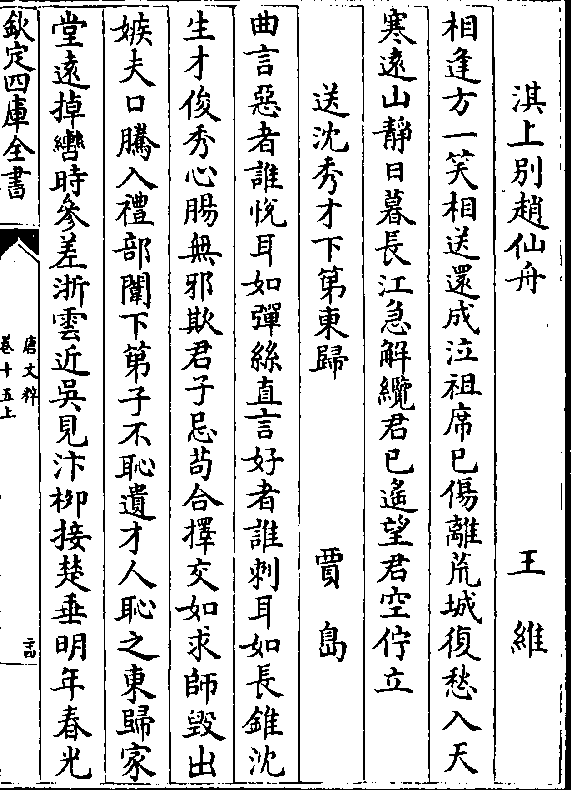 淇上別趙仙舟　王維
相逢方一笑相送還成泣祖席已傷離荒城復愁入天
寒遠山靜日暮長江急解纜君已遙望君空佇立
送沈秀才下第東歸　賈島
曲言惡者誰悅耳如彈絲直言好者誰刺耳如長錐沈
生才俊秀心腸無邪欺君子忌苟合擇交如求師毀出
嫉夫口騰入禮部闈下第子不恥遺才人恥之東歸家
堂遠掉轡時參差浙雲近吳見汴柳接楚垂明年春光
欽定四庫全書
唐文粹
卷十五上